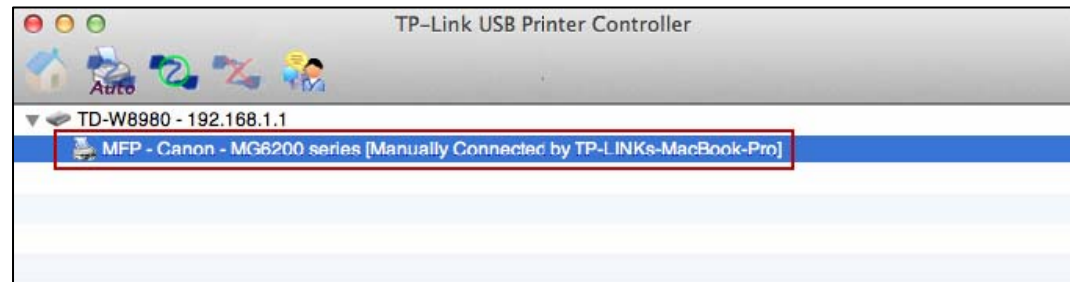 TP-Link USB Printer Controller
Auto
TD-W8980 - 192.168.1.1
MFP - Canon - MG6200 series [Manually Connected by TP-LINKs-MacBook-Pro]